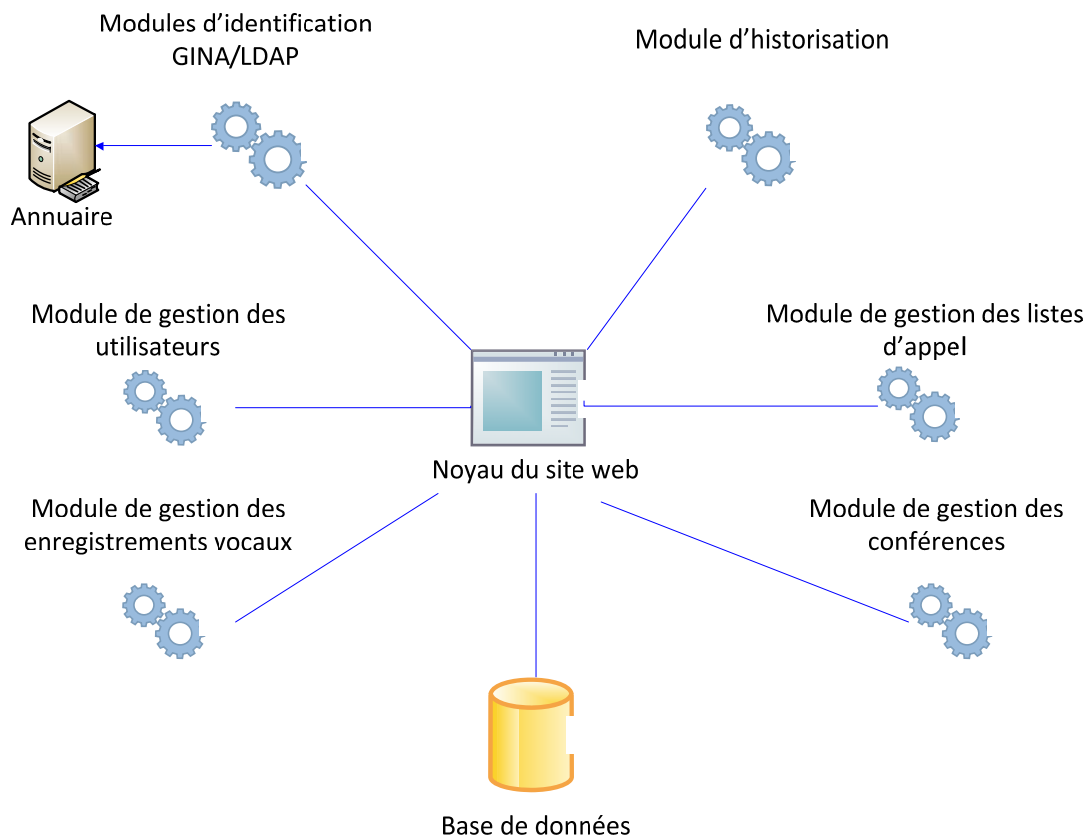 Modules d’identification
GINA/LDAP
Module d’historisation
Annuaire
Module de gestion des
utilisateurs
Module de gestion des listes
d’appel
Noyau du site web
Module de gestion des
enregistrements vocaux
Module de gestion des
conférences
Base de données